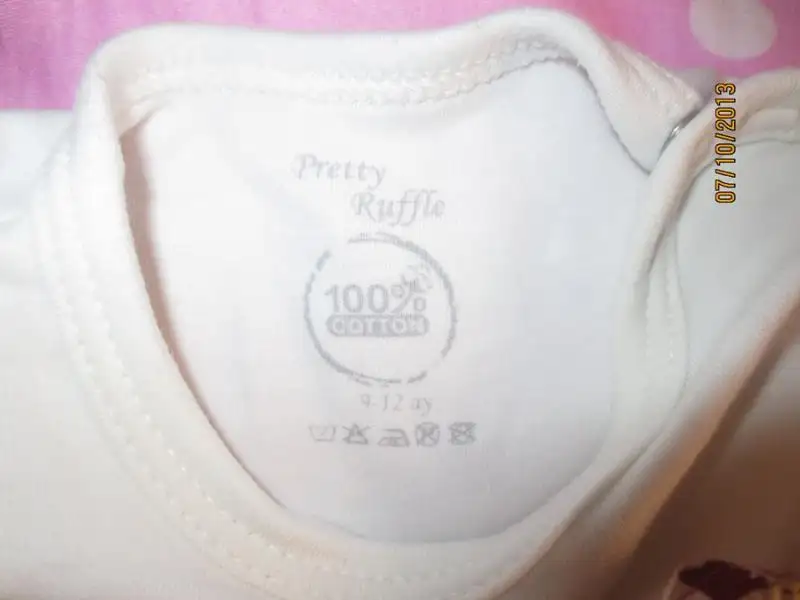 Pretty
Ruffle
100%
COTTON
9-12 ay
07/10/2013